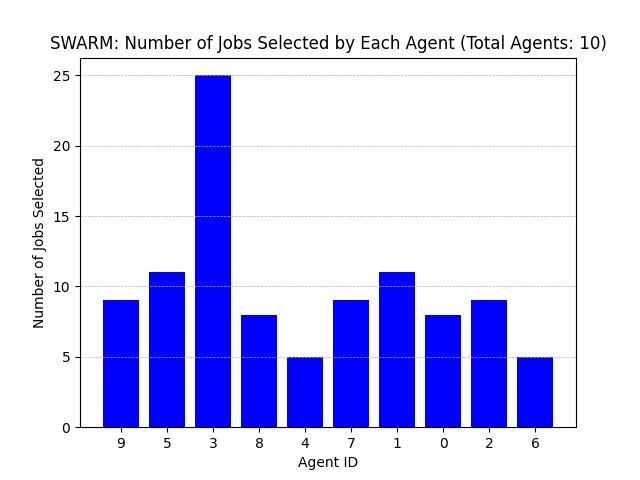 SWARM: Number of Jobs Selected by Each Agent (Total Agents: 10)
25
20
15
10
5
0
Number of Jobs Selected
9 5 3 8 4 7 1 0 2 6
Agent ID